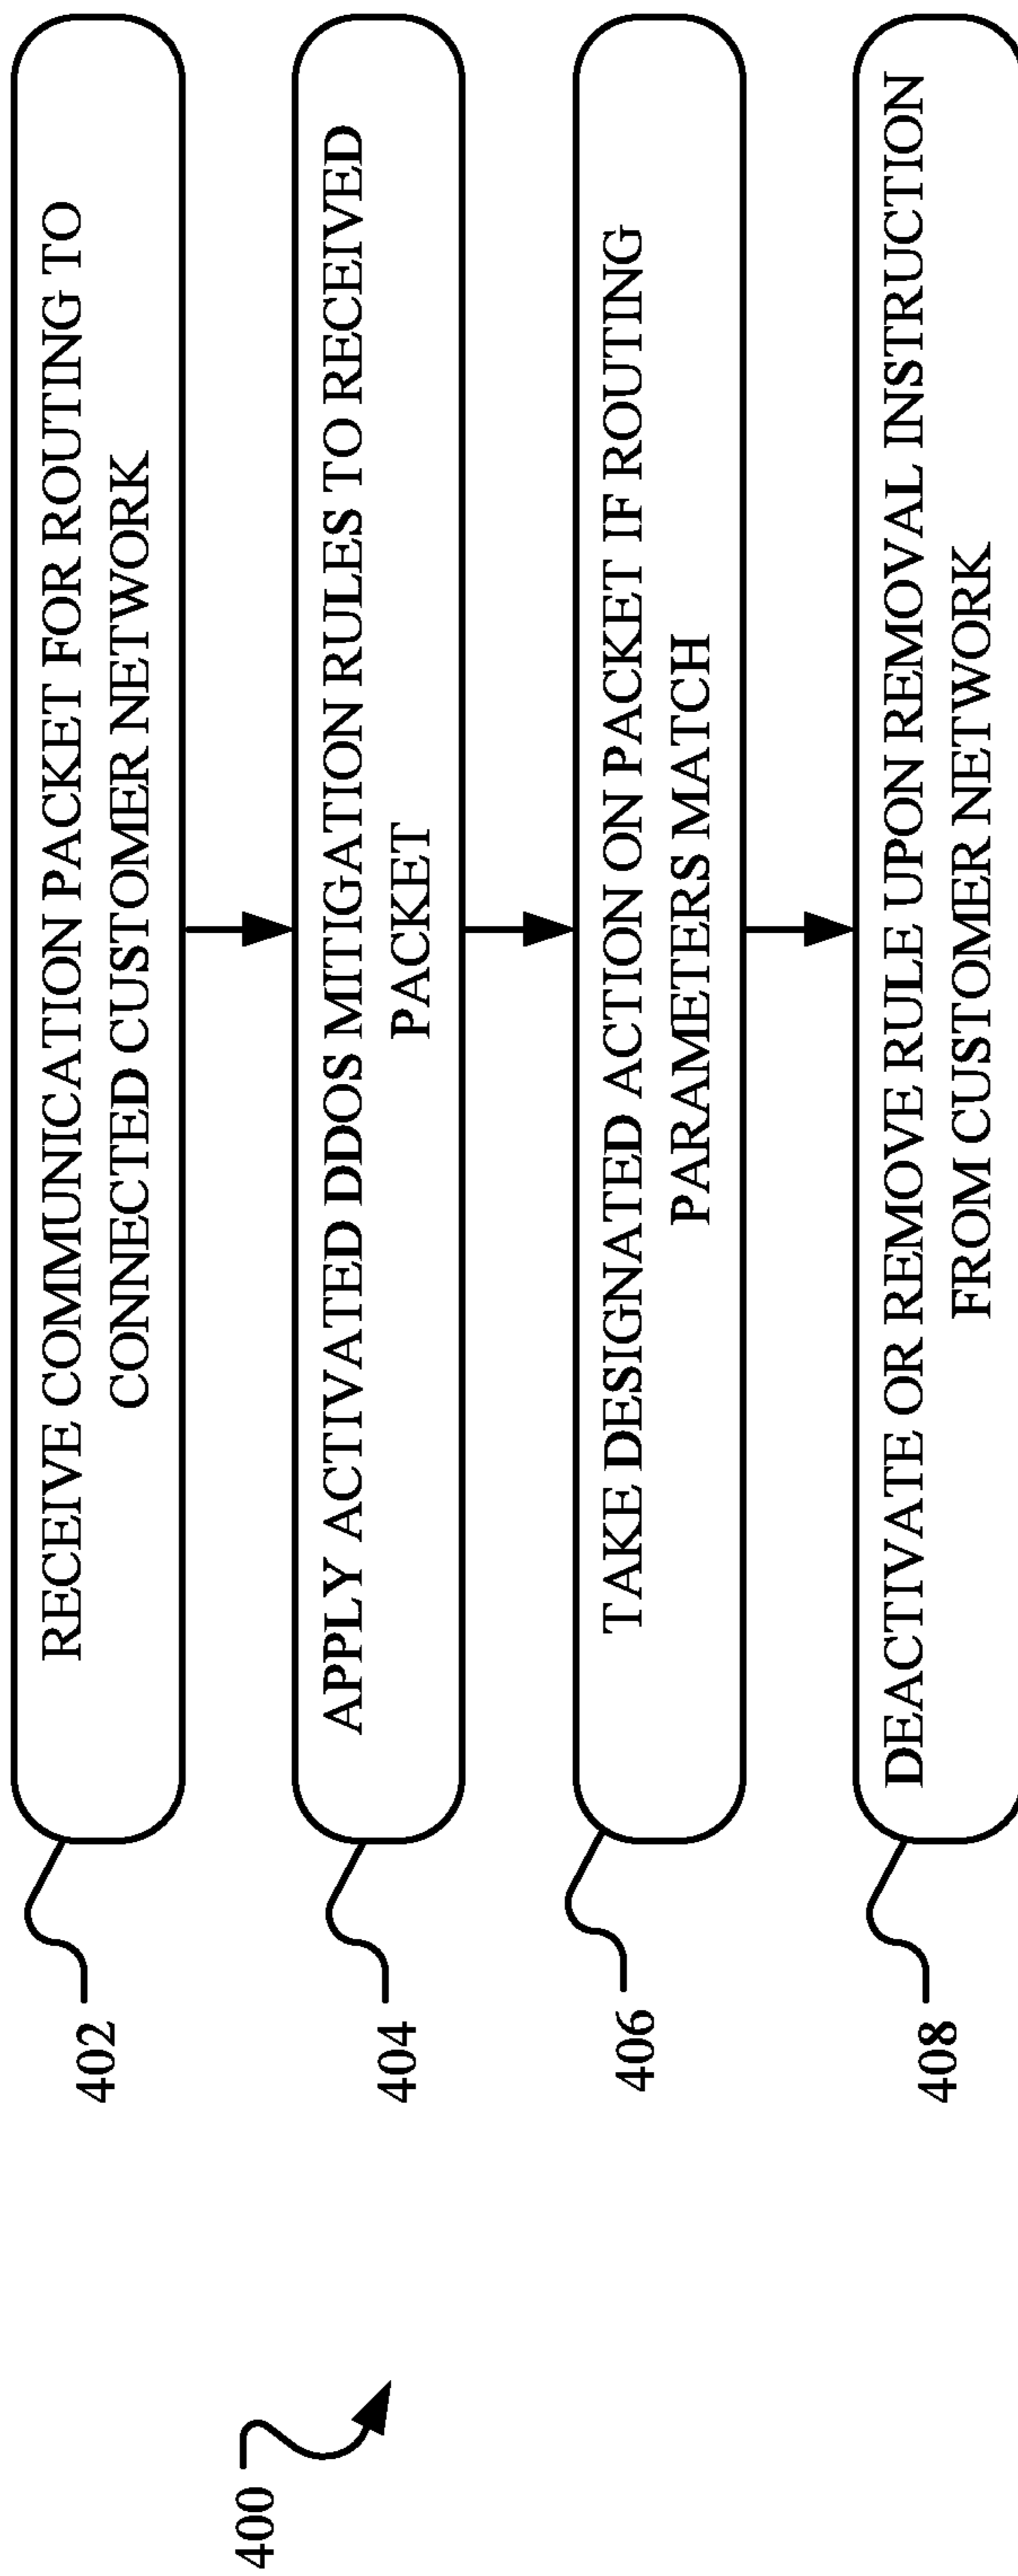 400
402
RECEIVE COMMUNICATION PACKET FOR ROUTING TO
CONNECTED CUSTOMER NETWORK
404
APPLY ACTIVATED DDOS MITIGATION RULES TO RECEIVED
PACKET
406
TAKE DESIGNATED ACTION ON PACKET IF ROUTING
PARAMETERS MATCH
408
DEACTIVATE OR REMOVE RULE UPON REMOVAL INSTRUCTION
FROM CUSTOMER NETWORK